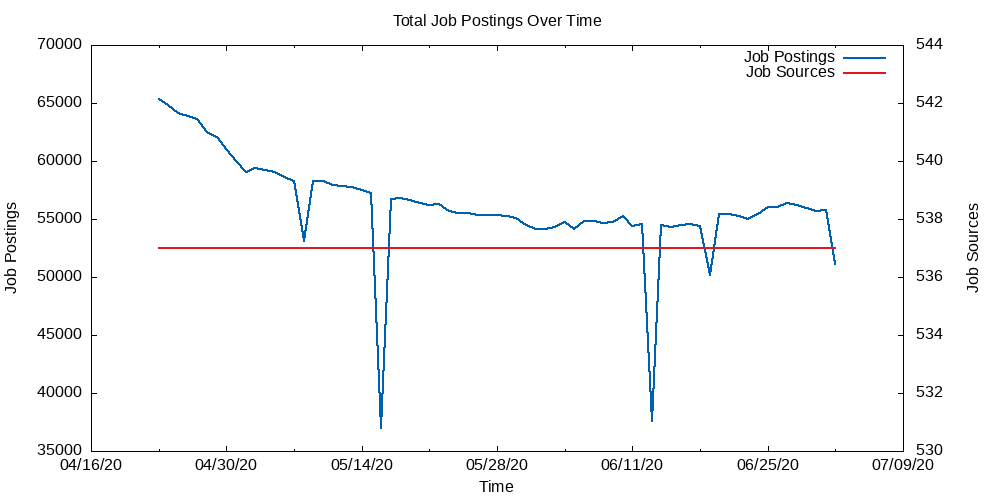 Total Job Postings Over Time
Job Postings
Job Sources
70000
65000
60000
55000
50000
45000
40000
35000
Job Postings
544
542
540
538
536
534
532
530
Job Sources
04/16/20 04/30/20 05/14/20 05/28/20 06/11/20 06/25/20 07/09/20
Time